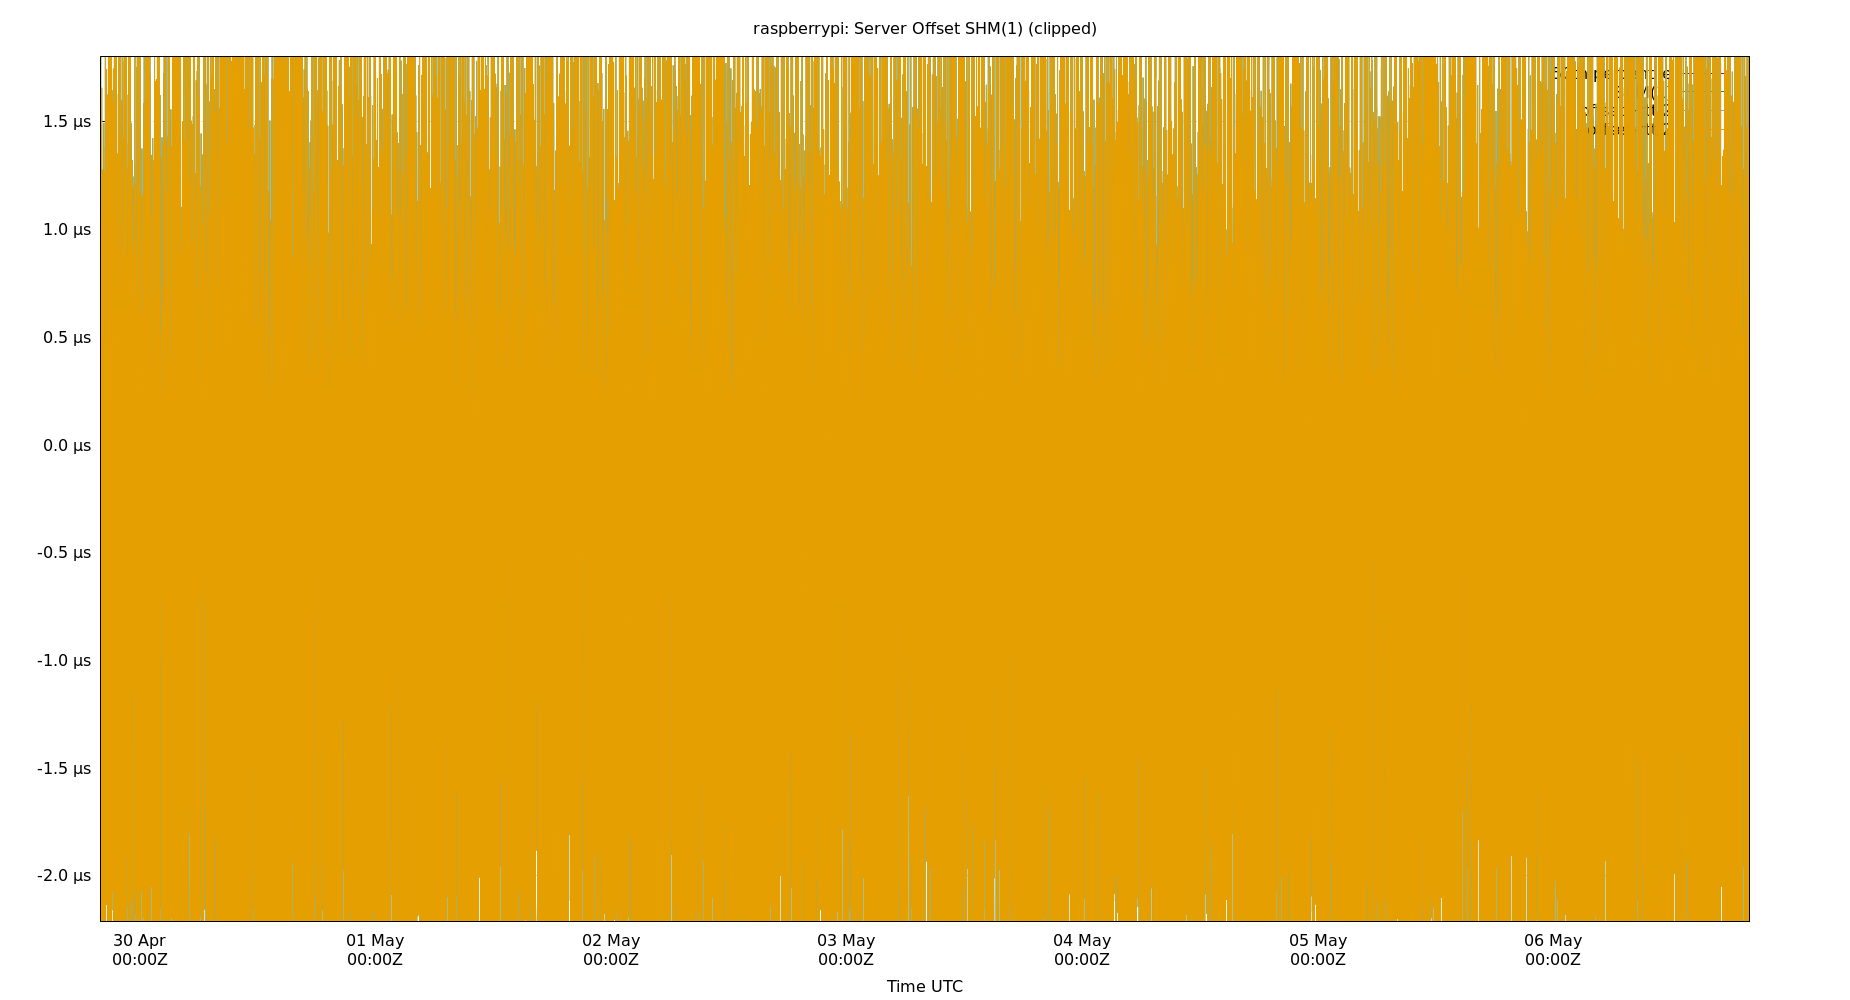 raspberrypi: Server Offset SHM(1) (clipped)
1.5 µs
1.0 µs
0.5 µs
0.0 µs
-0.5 µs
-1.0 µs
-1.5 µs
-2.0 µs
30 Apr 01 May 02 May 03 May 04 May 05 May 06 May
00:00Z 00:00Z 00:00Z 00:00Z 00:00Z 00:00Z 00:00Z
Time UTC